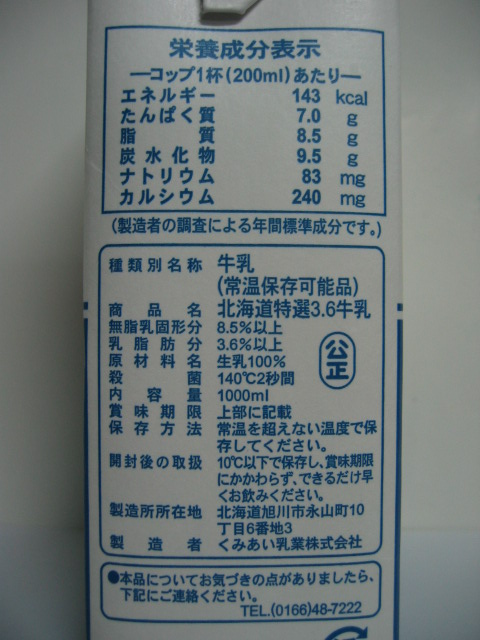 栄養成分表示
―コップ1杯(200ml)あたり―
エネルギー 143 kcal
たんぱく質 7.0 g
脂質 8.5 g
炭水化物 9.5 g
ナトリウム 83 mg
カルシウム 240 mg
(製造者の調査による年間標準成分です。)
種類別名称 牛乳
(常温保存可能品)
商品名 北海道特選3.6牛乳
無脂乳固形分 8.5%以上
乳脂肪分 3.6%以上
公正
原材料名 生乳100%
殺菌 140℃2秒間
内容量 1000ml
賞味期限 上部に記載
保存方法 常温を超えない温度で保
存してください。
開封後の取扱 10℃以下で保存し、賞味期限
にかかわらず、できるだけ早
くお飲みください。
製造所所在地 北海道旭川市永山町10
丁目6番地3
製造者 くみあい乳業株式会社
●本品についてお気づきの点がありましたら、
下記にご連絡ください。
TEL.(0166)48-7222